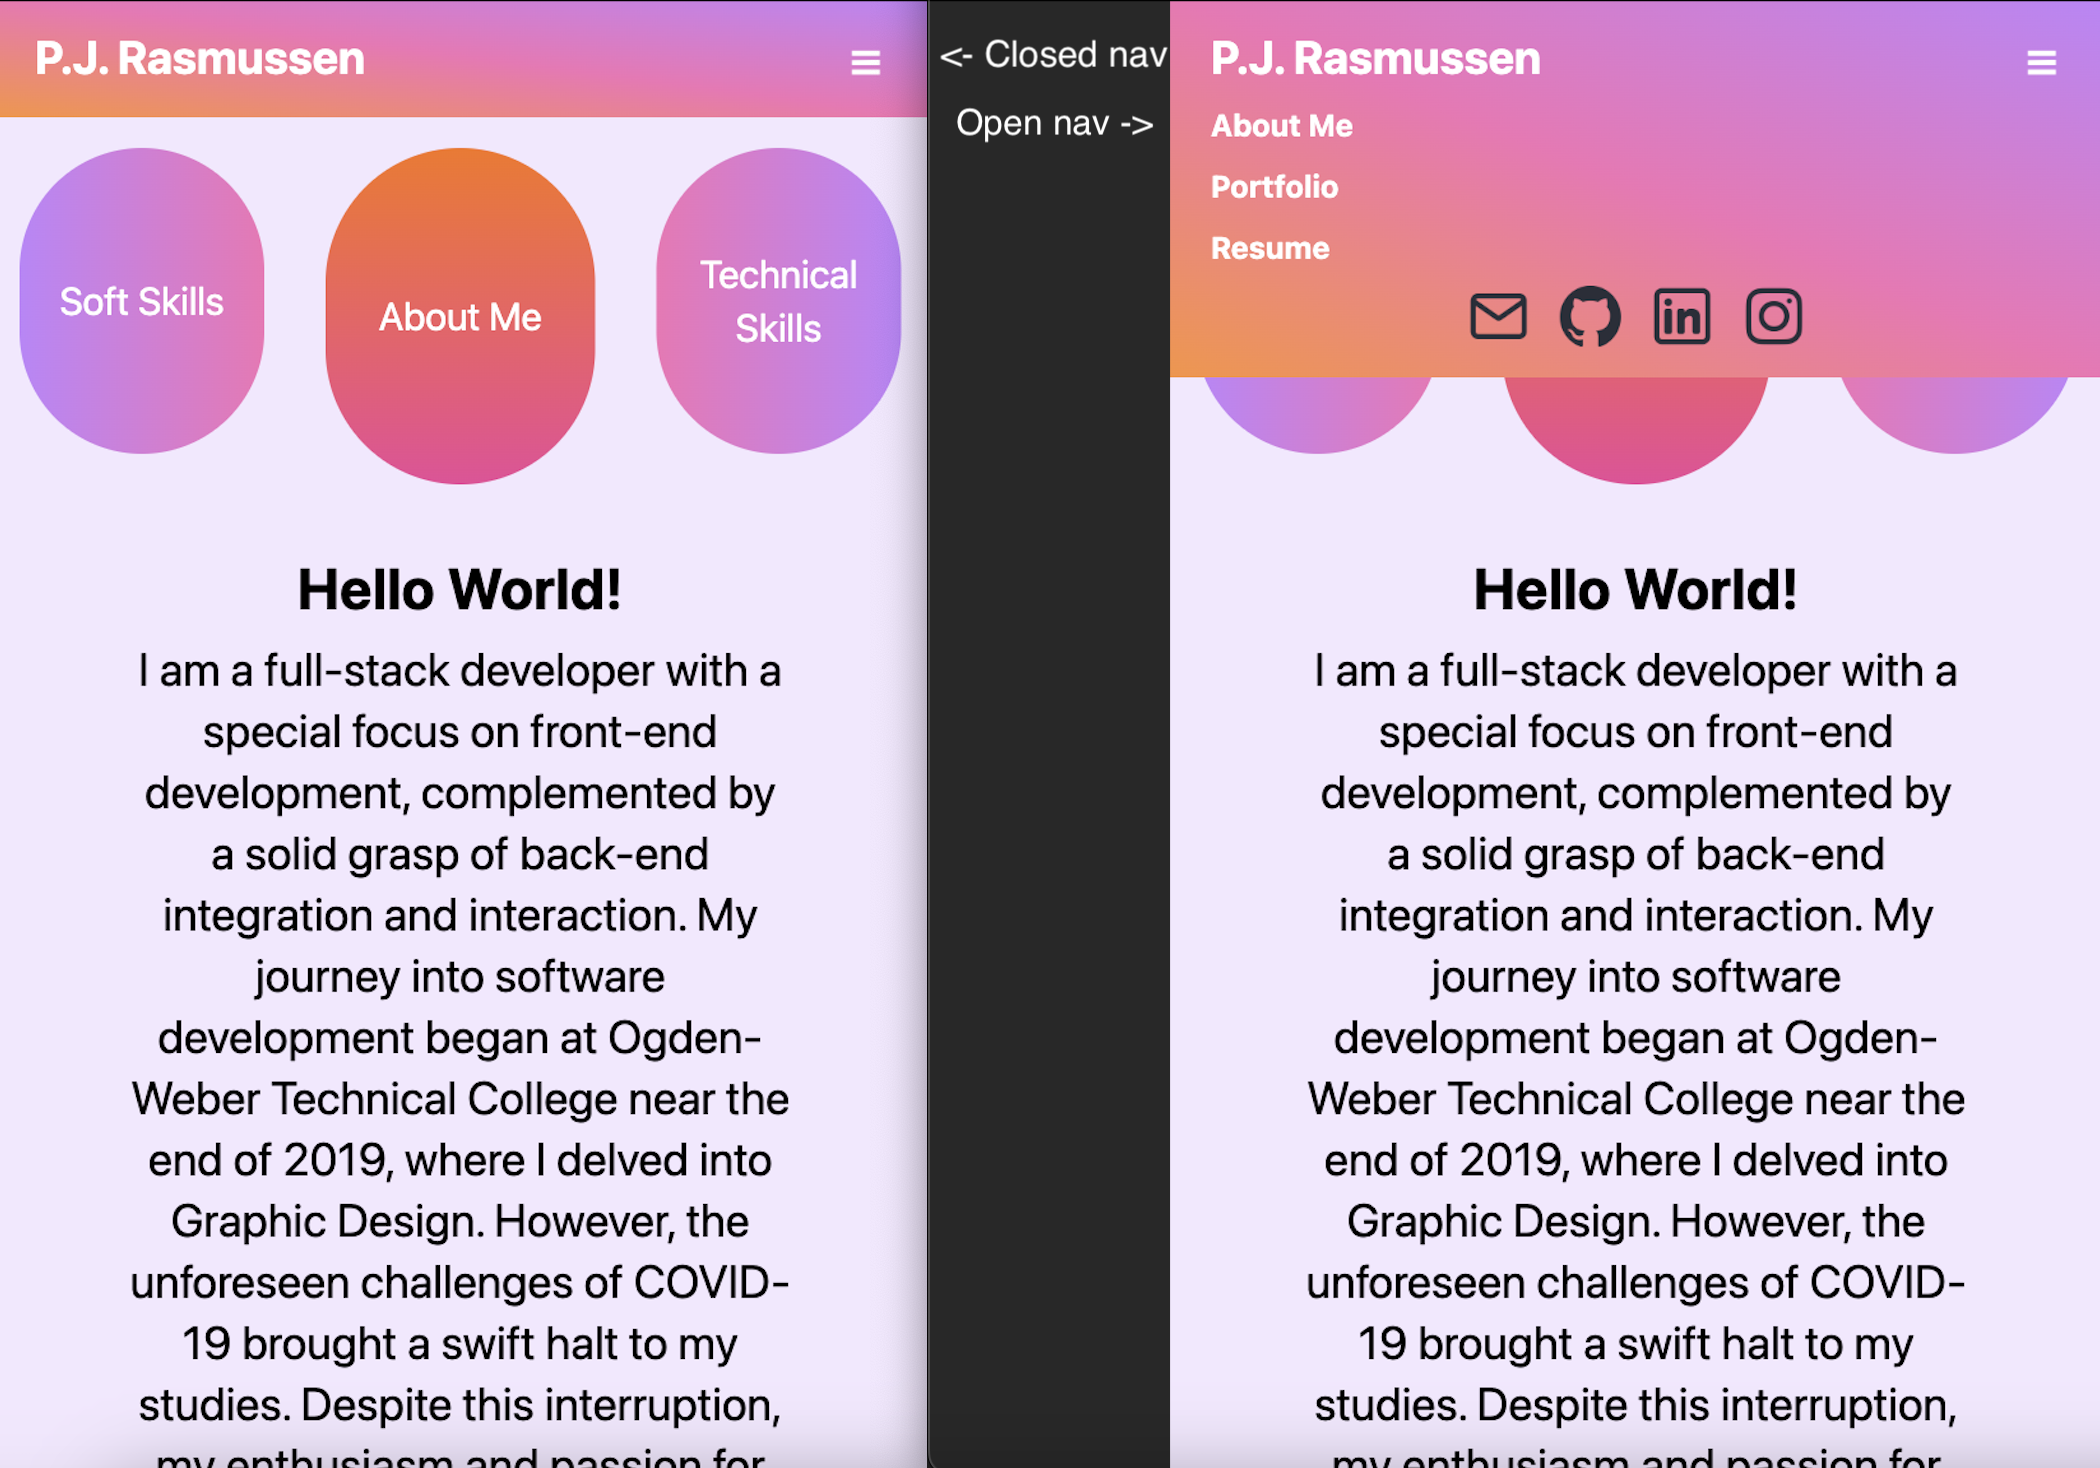 P.J. Rasmussen
Soft Skills
About Me
Technical
Skills
Hello World!
I am a full-stack developer with a
special focus on front-end
development, complemented by
a solid grasp of back-end
integration and interaction. My
journey into software
development began at Ogden-
Weber Technical College near the
end of 2019, where I delved into
Graphic Design. However, the
unforeseen challenges of COVID-
19 brought a swift halt to my
studies. Despite this interruption,
my enthusiasm and passion for
<- Closed nav
Open nav ->
P.J. Rasmussen
About Me
Portfolio
Resume
in
Hello World!
I am a full-stack developer with a
special focus on front-end
development, complemented by
a solid grasp of back-end
integration and interaction. My
journey into software
development began at Ogden-
Weber Technical College near the
end of 2019, where I delved into
Graphic Design. However, the
unforeseen challenges of COVID-
19 brought a swift halt to my
studies. Despite this interruption,
my enthusiasm and passion for